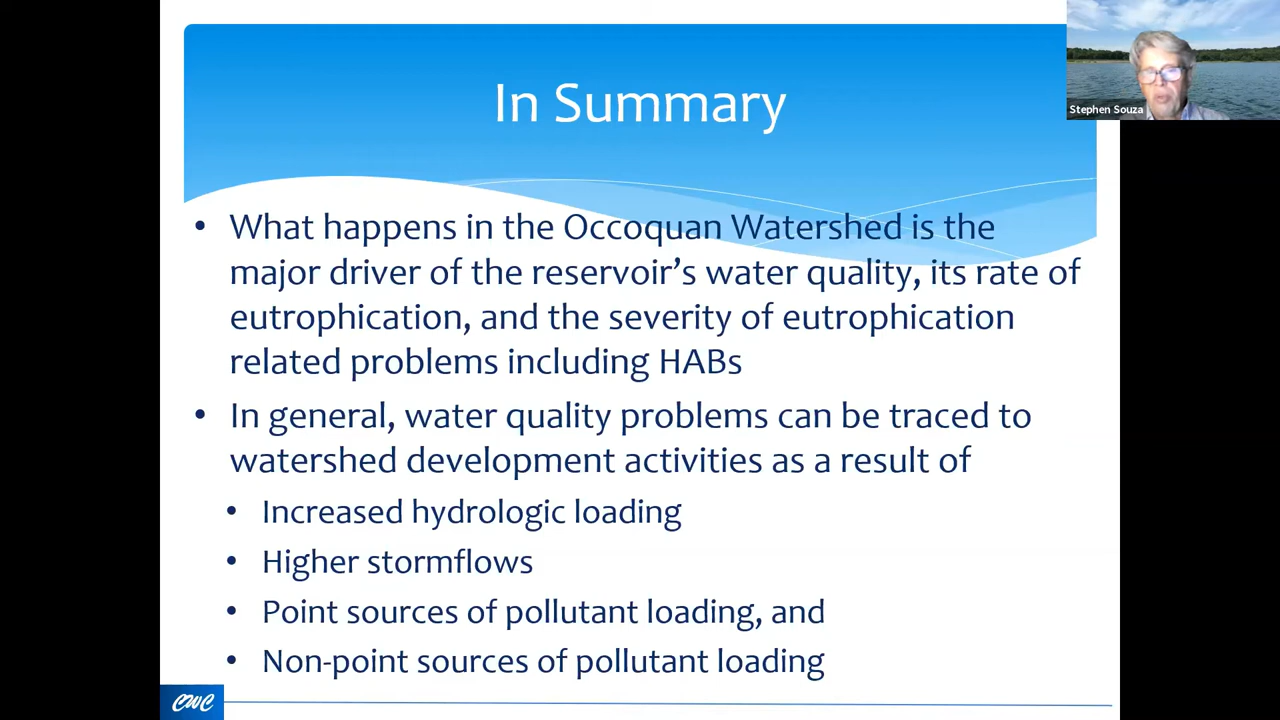 In Summary
Stephen Souza
• What happens in the Occoquan Watershed is the
major driver of the reservoir’s water quality, its rate of
eutrophication, and the severity of eutrophication
related problems including HABs
• In general, water quality problems can be traced to
watershed development activities as a result of
• Increased hydrologic loading
• Higher stormflows
• Point sources of pollutant loading, and
• Non-point sources of pollutant loading
CWC